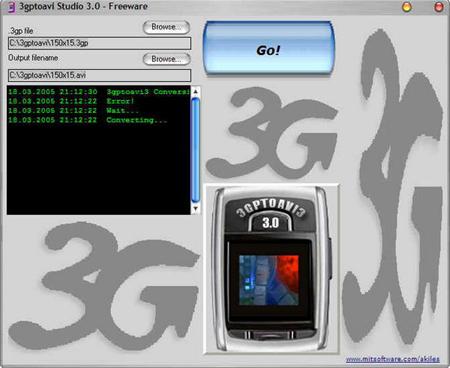 3gptoavi Studio 3.0 - Freeware
.3gp file
Browse...
C:\3gptoavi\150x15.3gp
Output filename
Browse...
C:\3gptoavi\150x15.avi
Go!
18.03.2005 21:12:30 3gptoavi3 Conversi
18.03.2005 21:12:22 Error!
18.03.2005 21:12:22 Wait...
18.03.2005 21:12:22 Converting...
3G
3G
3G
3GPTOAVI3
3.0
www.mitsoftware.com/akiles